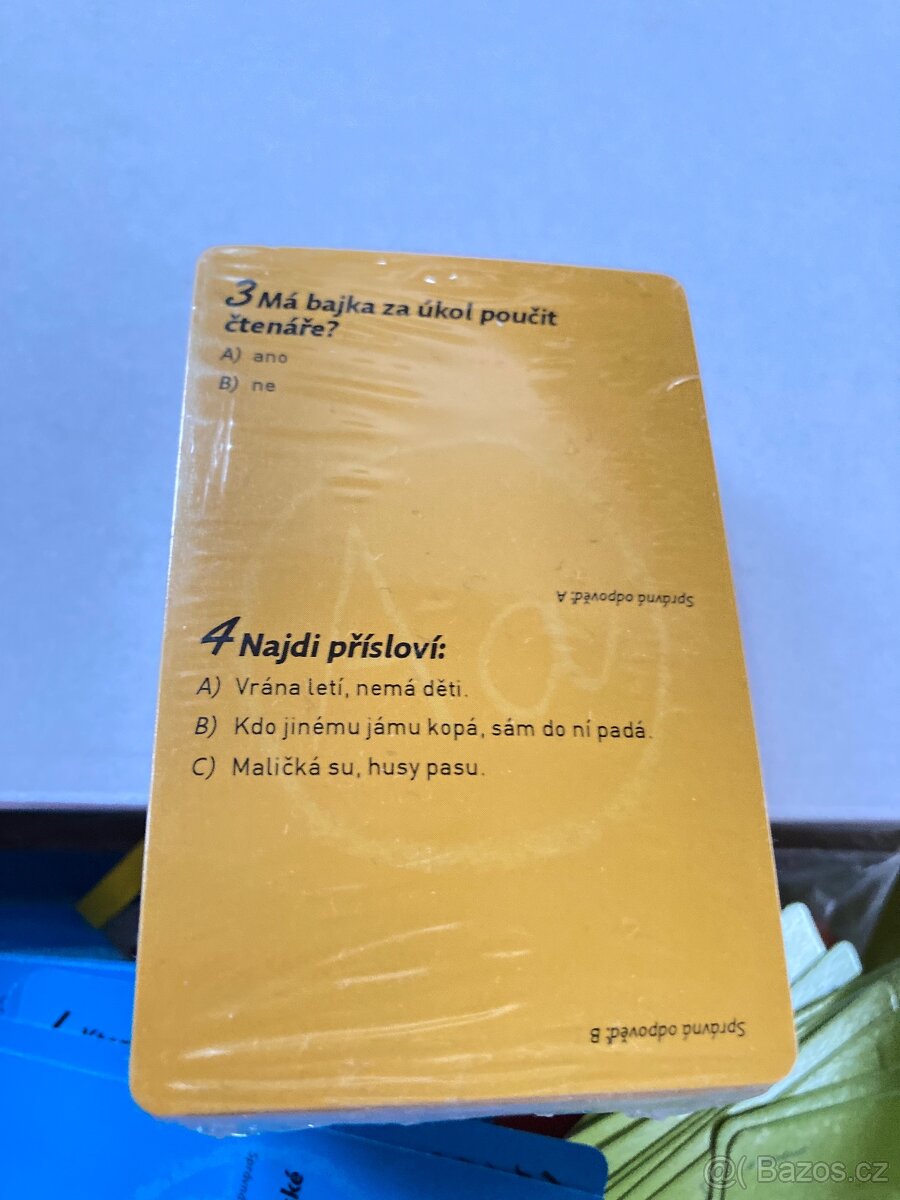 3 Má bajka za úkol poučit
čtenáře?
A) ano
B) ne
Správná odpověď: A
4 Najdi přísloví:
A) Vrána letí, nemá děti.
B) Kdo jinému jámu kopá, sám do ní padá.
C) Maličká su, husy pasu.
Správná odpověď: B
@( Bazos.cz